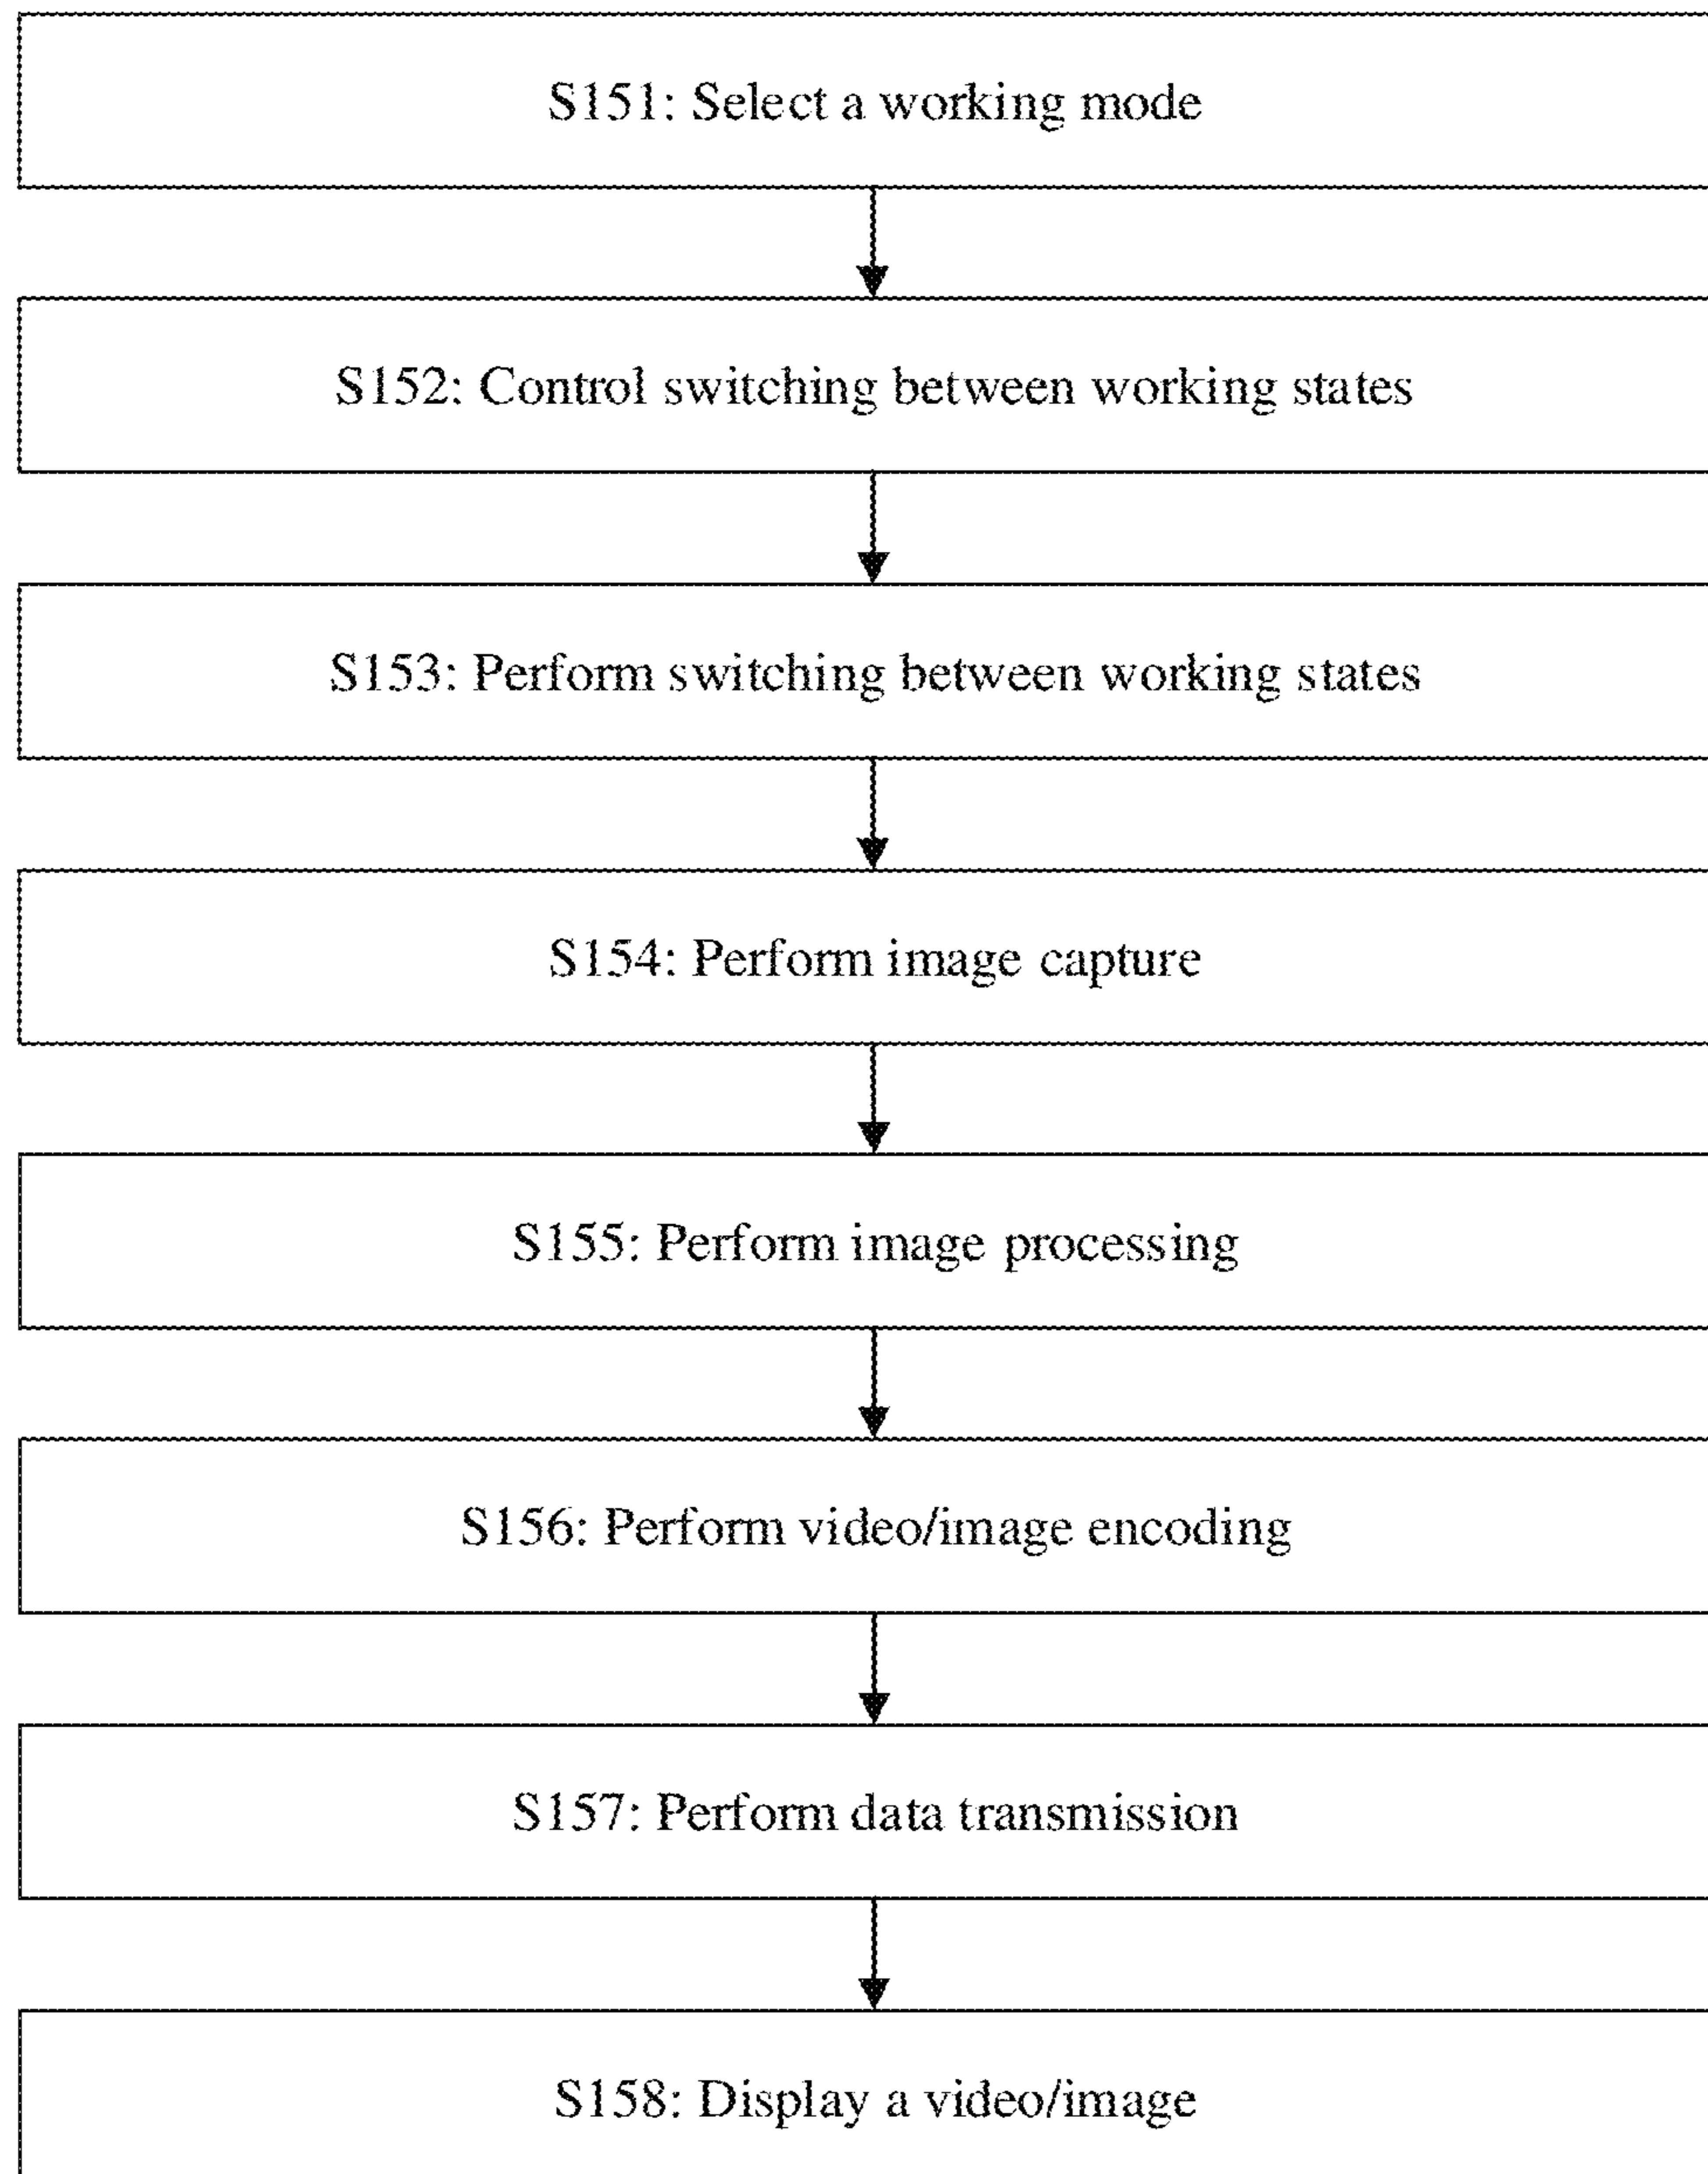 S151: Select a working mode
S152: Control switching between working states
S153: Perform switching between working states
S154: Perform image capture
S155: Perform image processing
S156: Perform video/image encoding
S157: Perform data transmission
S158: Display a video/image